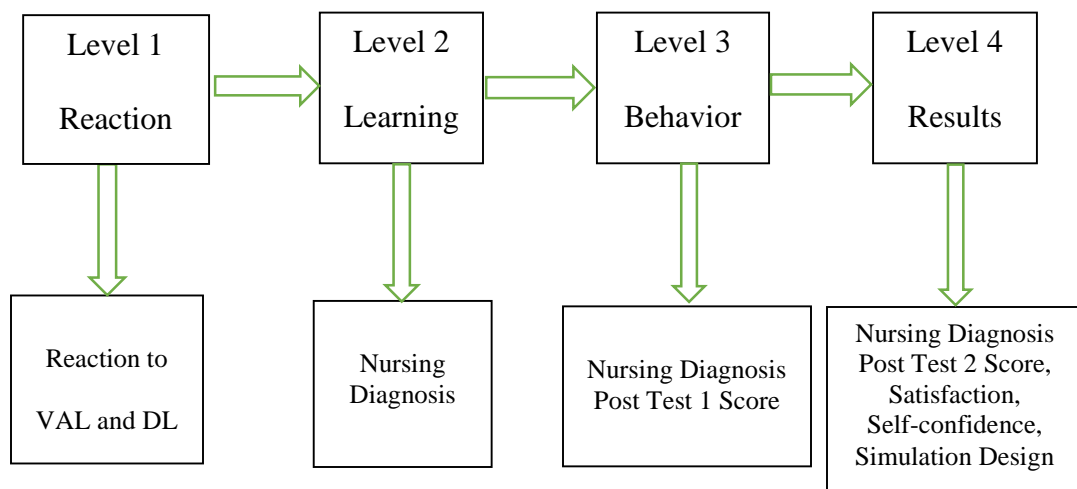 Level 1
Reaction
Level 2
Learning
Level 3
Behavior
Level 4
Results
Reaction to
VAL and DL
Nursing
Diagnosis
Nursing Diagnosis
Post Test 1 Score
Nursing Diagnosis
Post Test 2 Score,
Satisfaction,
Self-confidence,
Simulation Design